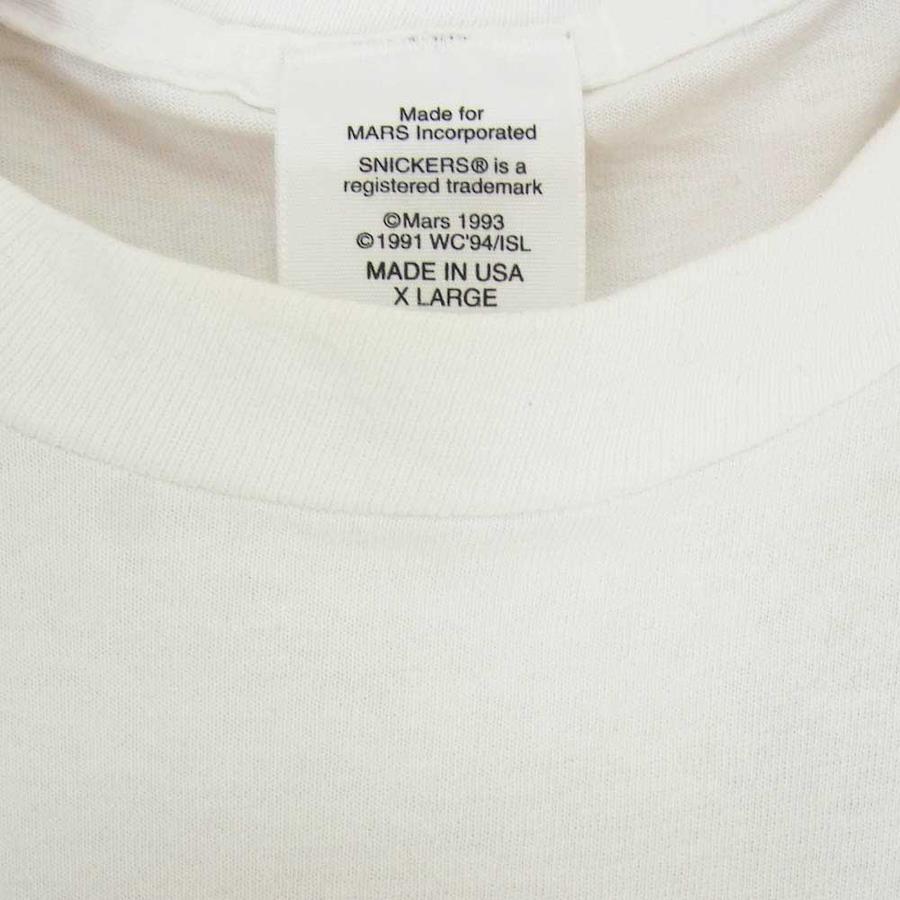 Made for
MARS Incorporated
SNICKERS® is a
registered trademark
©Mars 1993
©1991 WC'94/ISL
MADE IN USA
X LARGE